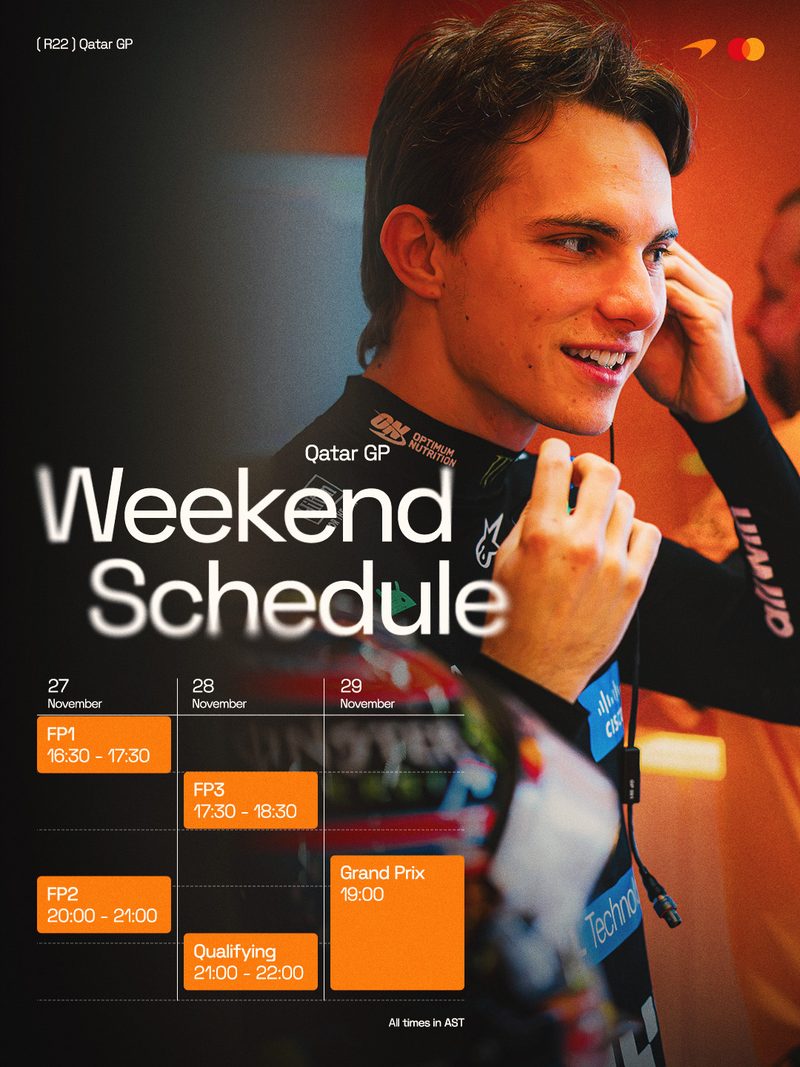 ( R22 ) Qatar GP
Qatar GP
Weekend
Schedule
27
November
28
November
29
November
FP1
16:30 - 17:30
FP3
17:30 - 18:30
FP2
20:00 - 21:00
Qualifying
21:00 - 22:00
Grand Prix
19:00
All times in AST
ON
OPTIMUM
NUTRITION
Technolo